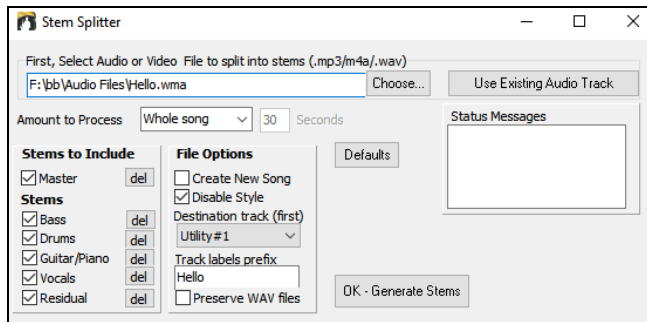 Stem Splitter
First, Select Audio or Video File to split into stems (.mp3/m4a/.wav)
F:\bb\Audio Files\Hello.wma
Choose...
Use Existing Audio Track
Amount to Process
Whole song
30
Seconds
Status Messages
Stems to Include
Master
del
Stems
Bass
del
Drums
del
Guitar/Piano
del
Vocals
del
Residual
del
File Options
Create New Song
Disable Style
Destination track (first)
Utility#1
Track labels prefix
Hello
Preserve WAV files
Defaults
OK - Generate Stems